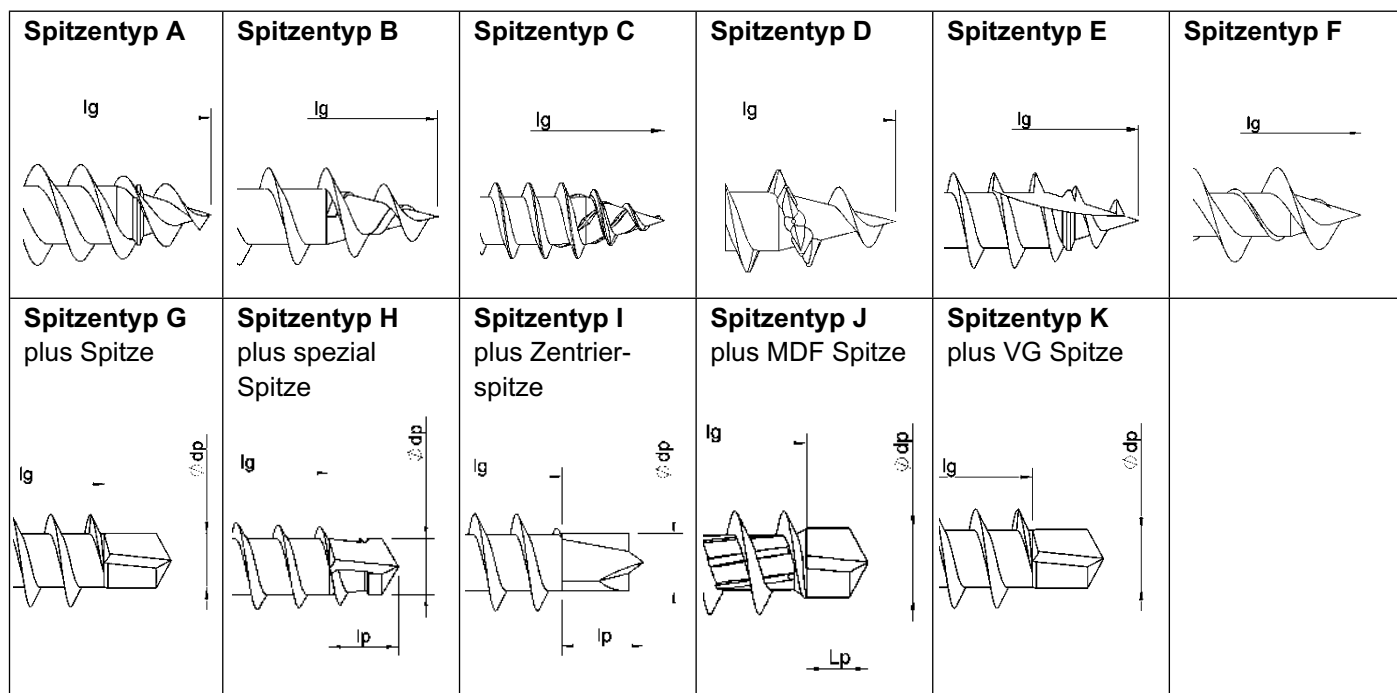 Spitzentyp A
lg
Spitzentyp B
lg
Spitzentyp C
lg
Spitzentyp D
lg
Spitzentyp E
lg
Spitzentyp F
lg
Spitzentyp G
plus Spitze
lg
∅ dp
Spitzentyp H
plus spezial
Spitze
lg
∅ dp
lp
Spitzentyp I
plus Zentrier-
spitze
lg
∅ dp
lp
Spitzentyp J
plus MDF Spitze
lg
∅ dp
Lp
Spitzentyp K
plus VG Spitze
lg
∅ dp